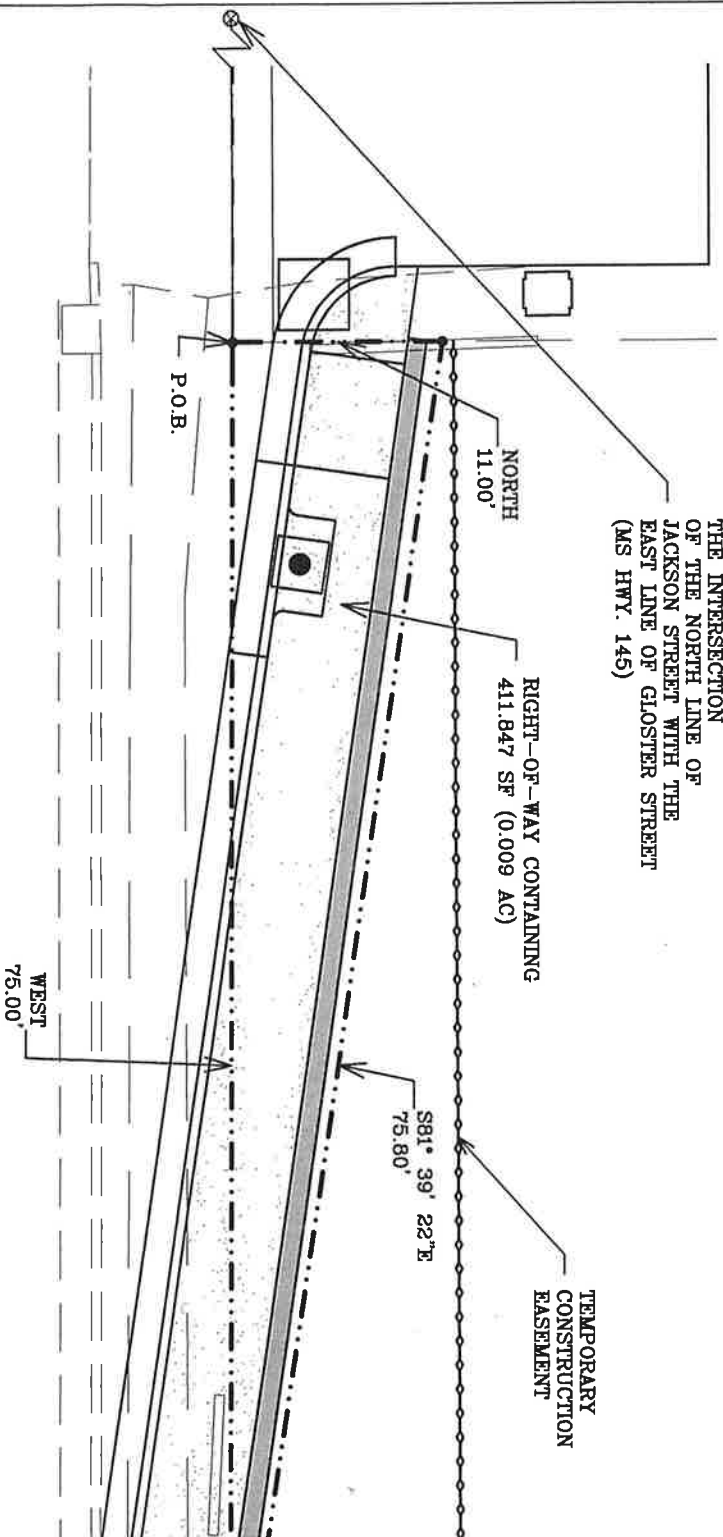 THE INTERSECTION
OF THE NORTH LINE OF
JACKSON STREET WITH THE
EAST LINE OF GLOSTER STREET
(MS HWY. 145)
NORTH
11.00'
P.O.B.
RIGHT-OF-WAY CONTAINING
411.847 SF (0.009 AC)
S81° 39' 22"E
75.80'
WEST
75.00'
TEMPORARY
CONSTRUCTION
EASEMENT